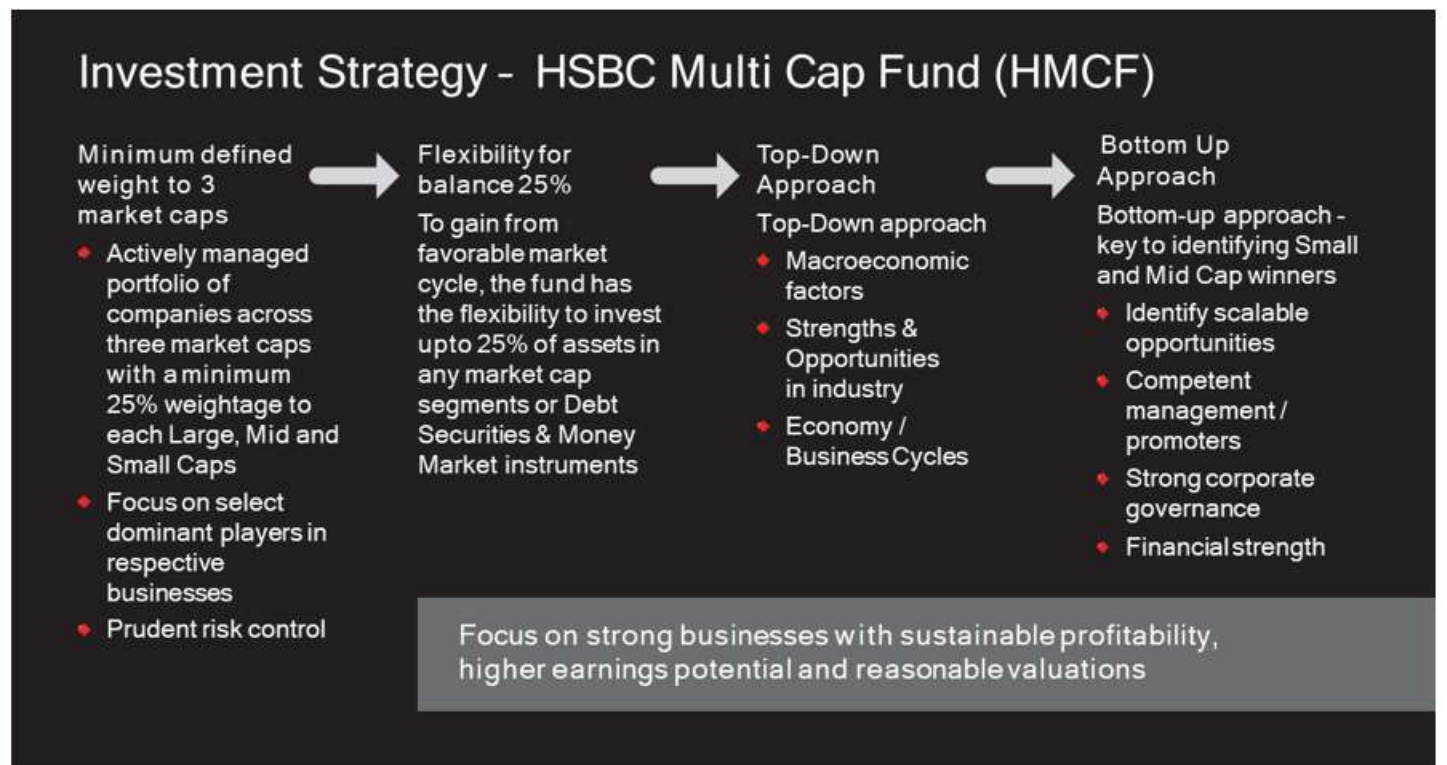 Investment Strategy - HSBC Multi Cap Fund (HMCF)
Minimum defined
weight to 3
market caps
Actively managed
portfolio of
companies across
three market caps
with a minimum
25% weightage to
each Large, Mid and
Small Caps
Focus on select
dominant players in
respective
businesses
Prudent risk control
Flexibility for
balance 25%
To gain from
favorable market
cycle, the fund has
the flexibility to invest
upto 25% of assets in
any market cap
segments or Debt
Securities & Money
Market instruments
Top-Down
Approach
Top-Down approach
Macroeconomic
factors
Strengths &
Opportunities
in industry
Economy /
Business Cycles
Bottom Up
Approach
Bottom-up approach -
key to identifying Small
and Mid Cap winners
Identify scalable
opportunities
Competent
management /
promoters
Strong corporate
governance
Financial strength
Focus on strong businesses with sustainable profitability,
higher earnings potential and reasonable valuations